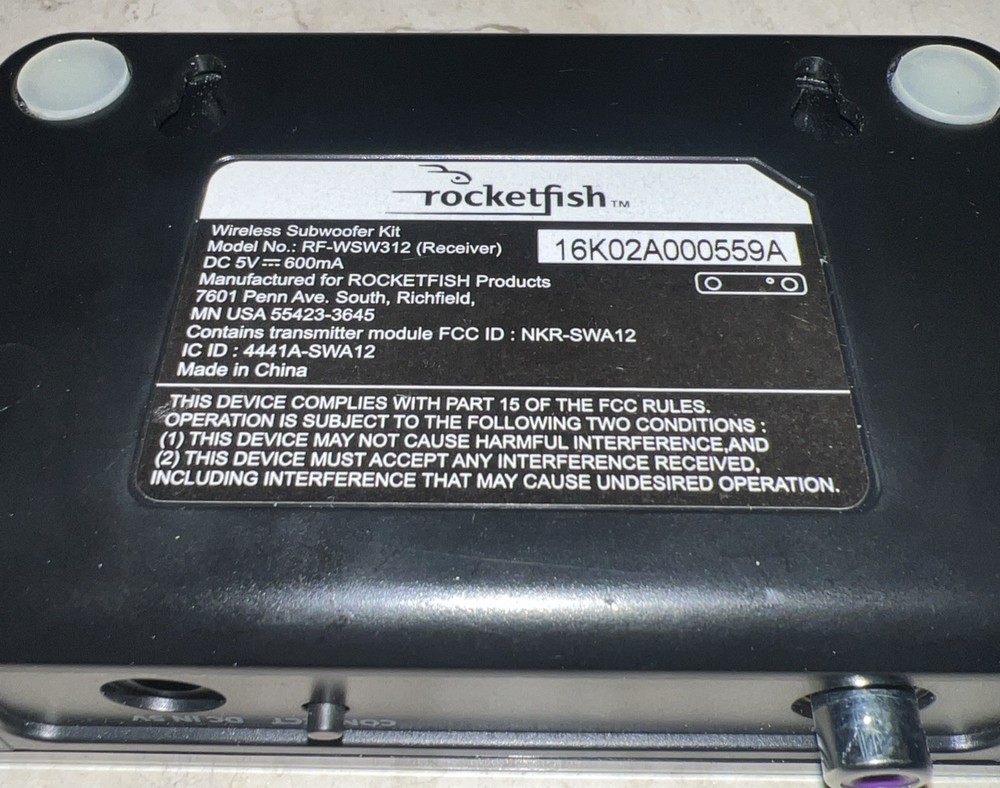 rocketfish™
Wireless Subwoofer Kit
Model No.: RF-WSW312 (Receiver)
16K02A000559A
DC 5V ⎓ 600mA
Manufactured for ROCKETFISH Products
7601 Penn Ave. South, Richfield,
MN USA 55423-3645
Contains transmitter module FCC ID : NKR-SWA12
IC ID : 4441A-SWA12
Made in China
THIS DEVICE COMPLIES WITH PART 15 OF THE FCC RULES.
OPERATION IS SUBJECT TO THE FOLLOWING TWO CONDITIONS :
(1) THIS DEVICE MAY NOT CAUSE HARMFUL INTERFERENCE,AND
(2) THIS DEVICE MUST ACCEPT ANY INTERFERENCE RECEIVED,
INCLUDING INTERFERENCE THAT MAY CAUSE UNDESIRED OPERATION.
DC IN 5V
CONNECT